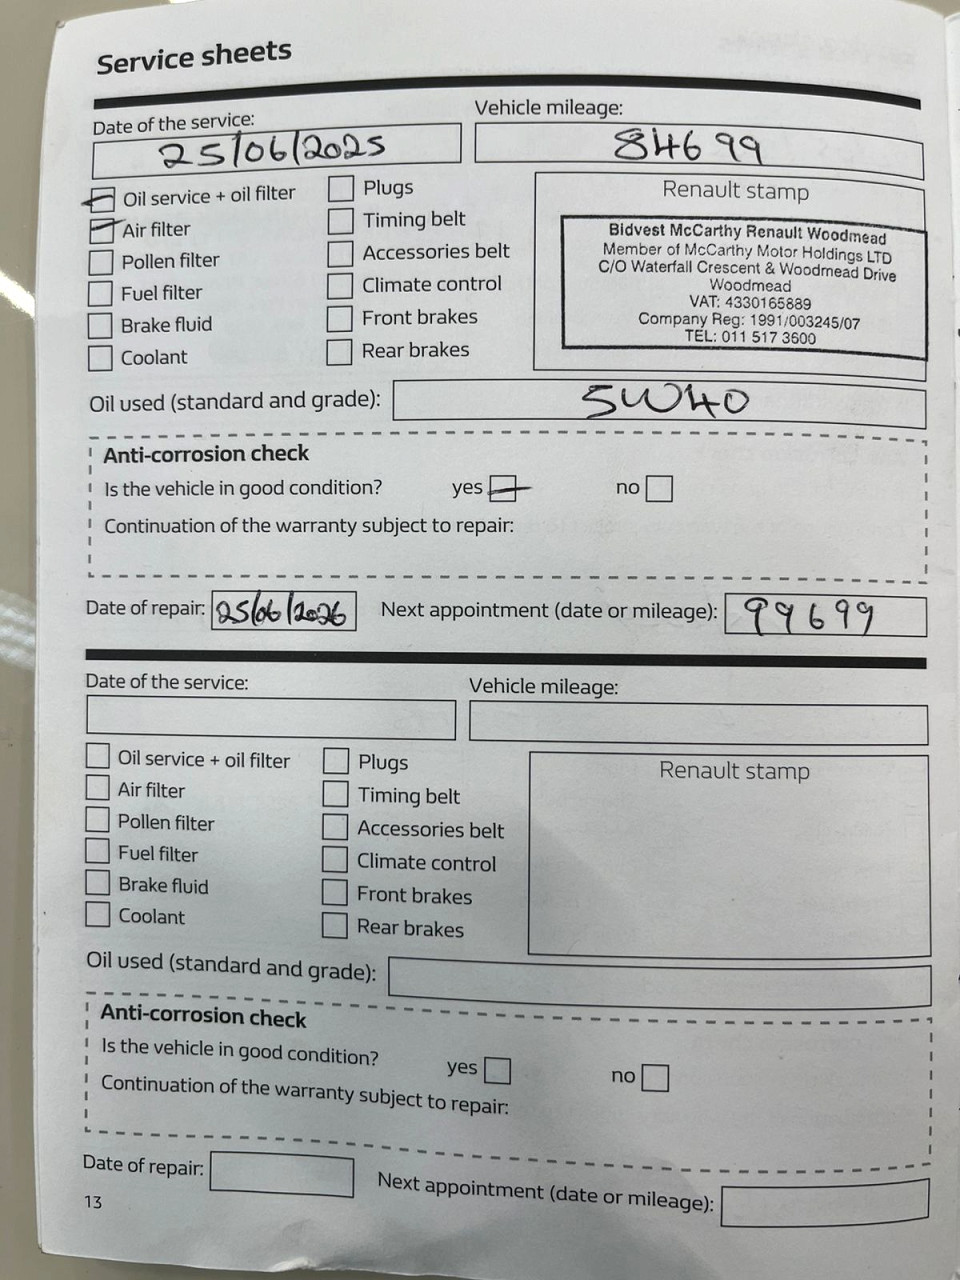 Service sheets
Date of the service:
25/06/2025
Vehicle mileage:
84699
Oil service + oil filter
Air filter
Pollen filter
Fuel filter
Brake fluid
Coolant
Plugs
Timing belt
Accessories belt
Climate control
Front brakes
Rear brakes
Renault stamp
Bidvest McCarthy Renault Woodmead
Member of McCarthy Motor Holdings LTD
C/O Waterfall Crescent & Woodmead Drive
Woodmead
VAT: 4330165889
Company Reg: 1991/003245/07
TEL: 011 517 3600
Oil used (standard and grade): 5W40
Anti-corrosion check
Is the vehicle in good condition? yes no
Continuation of the warranty subject to repair:
Date of repair: 25/06/2026 Next appointment (date or mileage): 99699
Date of the service:
Vehicle mileage:
Oil service + oil filter
Air filter
Pollen filter
Fuel filter
Brake fluid
Coolant
Plugs
Timing belt
Accessories belt
Climate control
Front brakes
Rear brakes
Renault stamp
Oil used (standard and grade):
Anti-corrosion check
Is the vehicle in good condition? yes no
Continuation of the warranty subject to repair:
Date of repair: Next appointment (date or mileage):
13